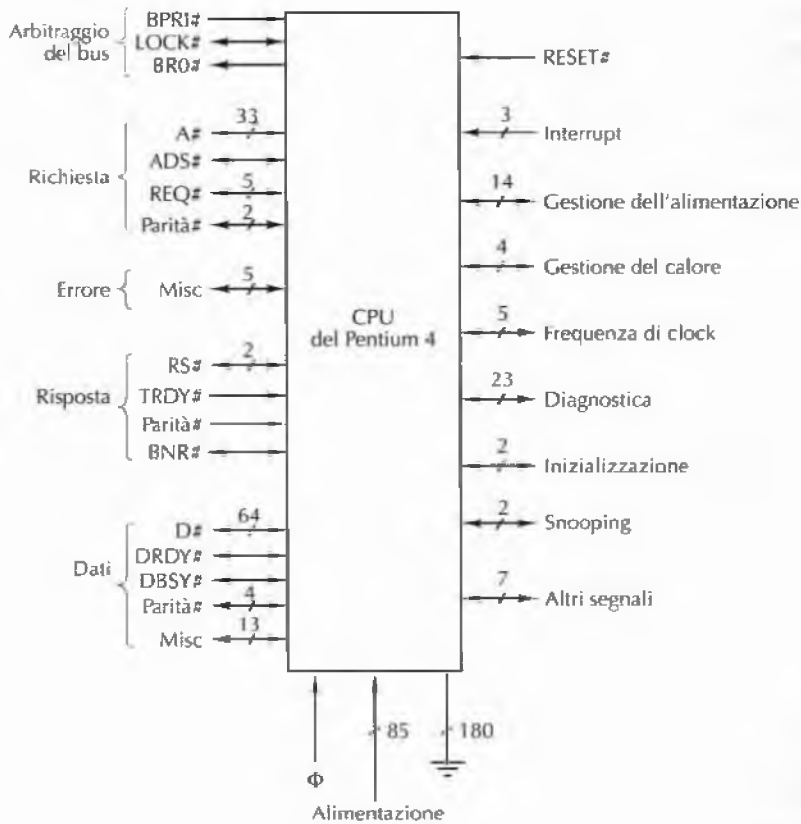 Arbitraggio
del bus
BPRI#
LOCK#
BR0#
Richiesta
A#
33
ADS#
REQ#
5
Parità#
2
Errore
Misc
5
Risposta
RS#
2
TRDY#
Parità#
BNR#
Dati
D#
64
DRDY#
DBSY#
Parità#
4
Misc
13
CPU
del Pentium 4
RESET#
3
Interrupt
14
Gestione dell'alimentazione
4
Gestione del calore
5
Frequenza di clock
23
Diagnostica
2
Inizializzazione
2
Snooping
7
Altri segnali
Φ
85
180
Alimentazione